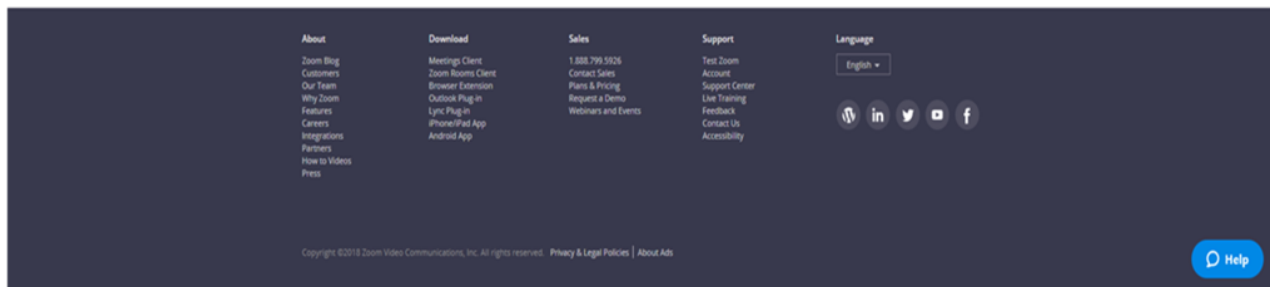 About
Zoom Blog
Customers
Our Team
Why Zoom
Features
Careers
Integrations
Partners
How to Videos
Press
Download
Meetings Client
Zoom Rooms Client
Browser Extension
Outlook Plug-in
Lync Plug-in
iPhone/iPad App
Android App
Sales
1.888.799.5926
Contact Sales
Plans & Pricing
Request a Demo
Webinars and Events
Support
Test Zoom
Account
Support Center
Live Training
Feedback
Contact Us
Accessibility
Language
English
Copyright ©2018 Zoom Video Communications, Inc. All rights reserved. Privacy & Legal Policies | About Ads
Help